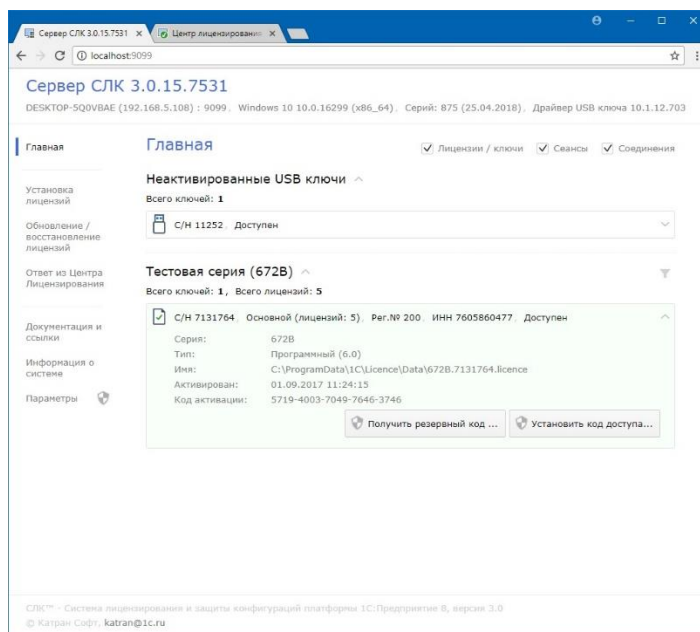 Сервер СЛК 3.0.15.7531
Центр лицензирования
localhost:9099
Сервер СЛК 3.0.15.7531
DESKTOP-5Q0VBAE (192.168.5.108) : 9099, Windows 10 10.0.16299 (x86_64), Серий: 875 (25.04.2018), Драйвер USB ключа 10.1.12.703
Главная
Установка
лицензий
Обновление /
восстановление
лицензий
Ответ из Центра
Лицензирования
Документация и
ссылки
Информация о
системе
Параметры
Главная
Лицензии / ключи
Сеансы
Соединения
Неактивированные USB ключи
Всего ключей: 1
С/Н 11252, Доступен
Тестовая серия (672B)
Всего ключей: 1, Всего лицензий: 5
С/Н 7131764, Основной (лицензий: 5), Рег.№ 200, ИНН 7605860477, Доступен
Серия: 672B
Тип: Программный (6.0)
Имя: C:\ProgramData\1C\Licence\Data\672B.7131764.licence
Активирован: 01.09.2017 11:24:15
Код активации: 5719-4003-7049-7646-3746
Получить резервный код ...
Установить код доступа...
СЛК™ - Система лицензирования и защиты конфигураций платформы 1С:Предприятие 8, версия 3.0
© Катран Софт, katran@1c.ru